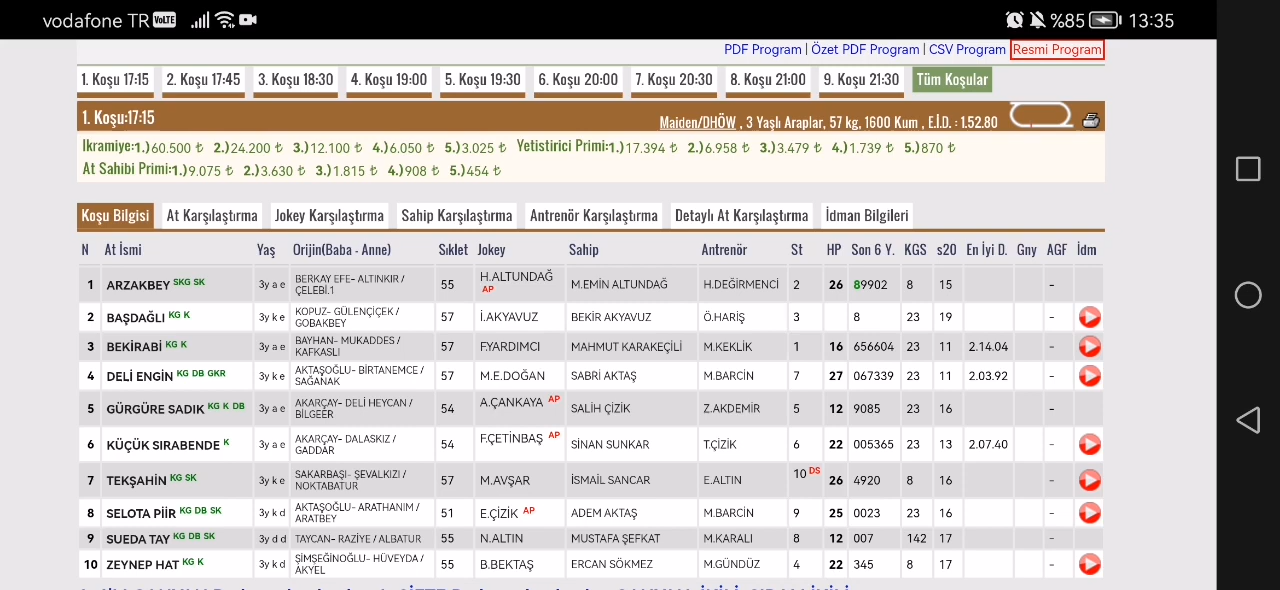 vodafone TR VoLTE %85 13:35
PDF Program | Özet PDF Program | CSV Program Resmi Program
1. Koşu 17:15 2. Koşu 17:45 3. Koşu 18:30 4. Koşu 19:00 5. Koşu 19:30 6. Koşu 20:00 7. Koşu 20:30 8. Koşu 21:00 9. Koşu 21:30 Tüm Koşular
1. Koşu:17:15 Maiden/DHÖW , 3 Yaşlı Araplar, 57 kg, 1600 Kum , E.İ.D. : 1.52.80
Ikramiye:1.)60.500 ₺ 2.)24.200 ₺ 3.)12.100 ₺ 4.)6.050 ₺ 5.)3.025 ₺ Yetistirici Primi:1.)17.394 ₺ 2.)6.958 ₺ 3.)3.479 ₺ 4.)1.739 ₺ 5.)870 ₺
At Sahibi Primi:1.)9.075 ₺ 2.)3.630 ₺ 3.)1.815 ₺ 4.)908 ₺ 5.)454 ₺
Koşu Bilgisi At Karşılaştırma Jokey Karşılaştırma Sahip Karşılaştırma Antrenör Karşılaştırma Detaylı At Karşılaştırma İdman Bilgileri
N At İsmi Yaş Orijin(Baba - Anne) Sıklet Jokey Sahip Antrenör St HP Son 6 Y. KGS s20 En İyi D. Gny AGF İdm
1 ARZAKBEY SKG SK 3y a e BERKAY EFE- ALTINKIR / ÇELEBİ.1 55 H.ALTUNDAĞ AP M.EMİN ALTUNDAĞ H.DEĞİRMENCİ 2 26 89902 8 15 -
2 BAŞDAĞLI KG K 3y k e KOPUZ- GÜLENÇİÇEK / GOBAKBEY 57 İ.AKYAVUZ BEKİR AKYAVUZ Ö.HARİŞ 3 8 23 19 -
3 BEKİRABİ KG K 3y a e BAYHAN- MUKADDES / KAFKASLI 57 F.YARDIMCI MAHMUT KARAKEÇİLİ M.KEKLİK 1 16 656604 23 11 2.14.04 -
4 DELİ ENGİN KG DB GKR 3y k e AKTAŞOĞLU- BİRTANEMCE / SAĞANAK 57 M.E.DOĞAN SABRİ AKTAŞ M.BARCİN 7 27 067339 23 11 2.03.92 -
5 GÜRGÜRE SADIK KG K DB 3y a e AKARÇAY- DELİ HEYCAN / BİLGEER 54 A.ÇANKAYA AP SALİH ÇİZİK Z.AKDEMİR 5 12 9085 23 16 -
6 KÜÇÜK SIRABENDE K 3y a e AKARÇAY- DALASKIZ / GADDAR 54 F.ÇETİNBAŞ AP SİNAN SUNKAR T.ÇİZİK 6 22 005365 23 13 2.07.40 -
7 TEKŞAHİN KG SK 3y k e SAKARBAŞI- ŞEVALKIZI / NOKTABATUR 57 M.AVŞAR İSMAİL SANCAR E.ALTIN 10 DS 26 4920 8 16 -
8 SELOTA PİİR KG DB SK 3y k d AKTAŞOĞLU- ARATHANIM / ARATBEY 51 E.ÇİZİK AP ADEM AKTAŞ M.BARCİN 9 25 0023 23 16 -
9 SUEDA TAY KG DB SK 3y d d TAYCAN- RAZİYE / ALBATUR 55 N.ALTIN MUSTAFA ŞEFKAT M.KARALI 8 12 007 142 17 -
10 ZEYNEP HAT KG K 3y k d ŞİMŞEĞİNOĞLU- HÜVEYDA / AKYEL 55 B.BEKTAŞ ERCAN SÖKMEZ M.GÜNDÜZ 4 22 345 8 17 -